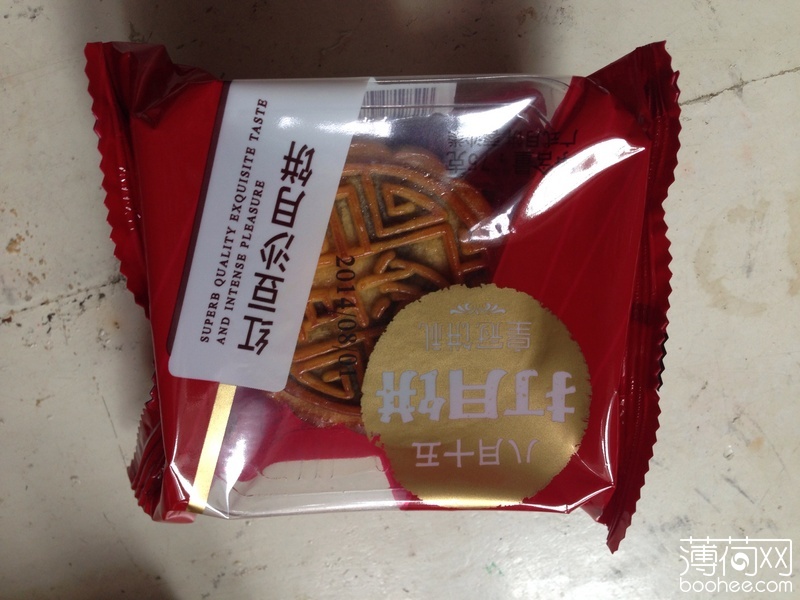 SUPERB QUALITY EXQUISITE TASTE
AND INTENSE PLEASURE
红豆沙月饼
2014/08/01
八月十五
打月饼
薄荷网
boohee.com